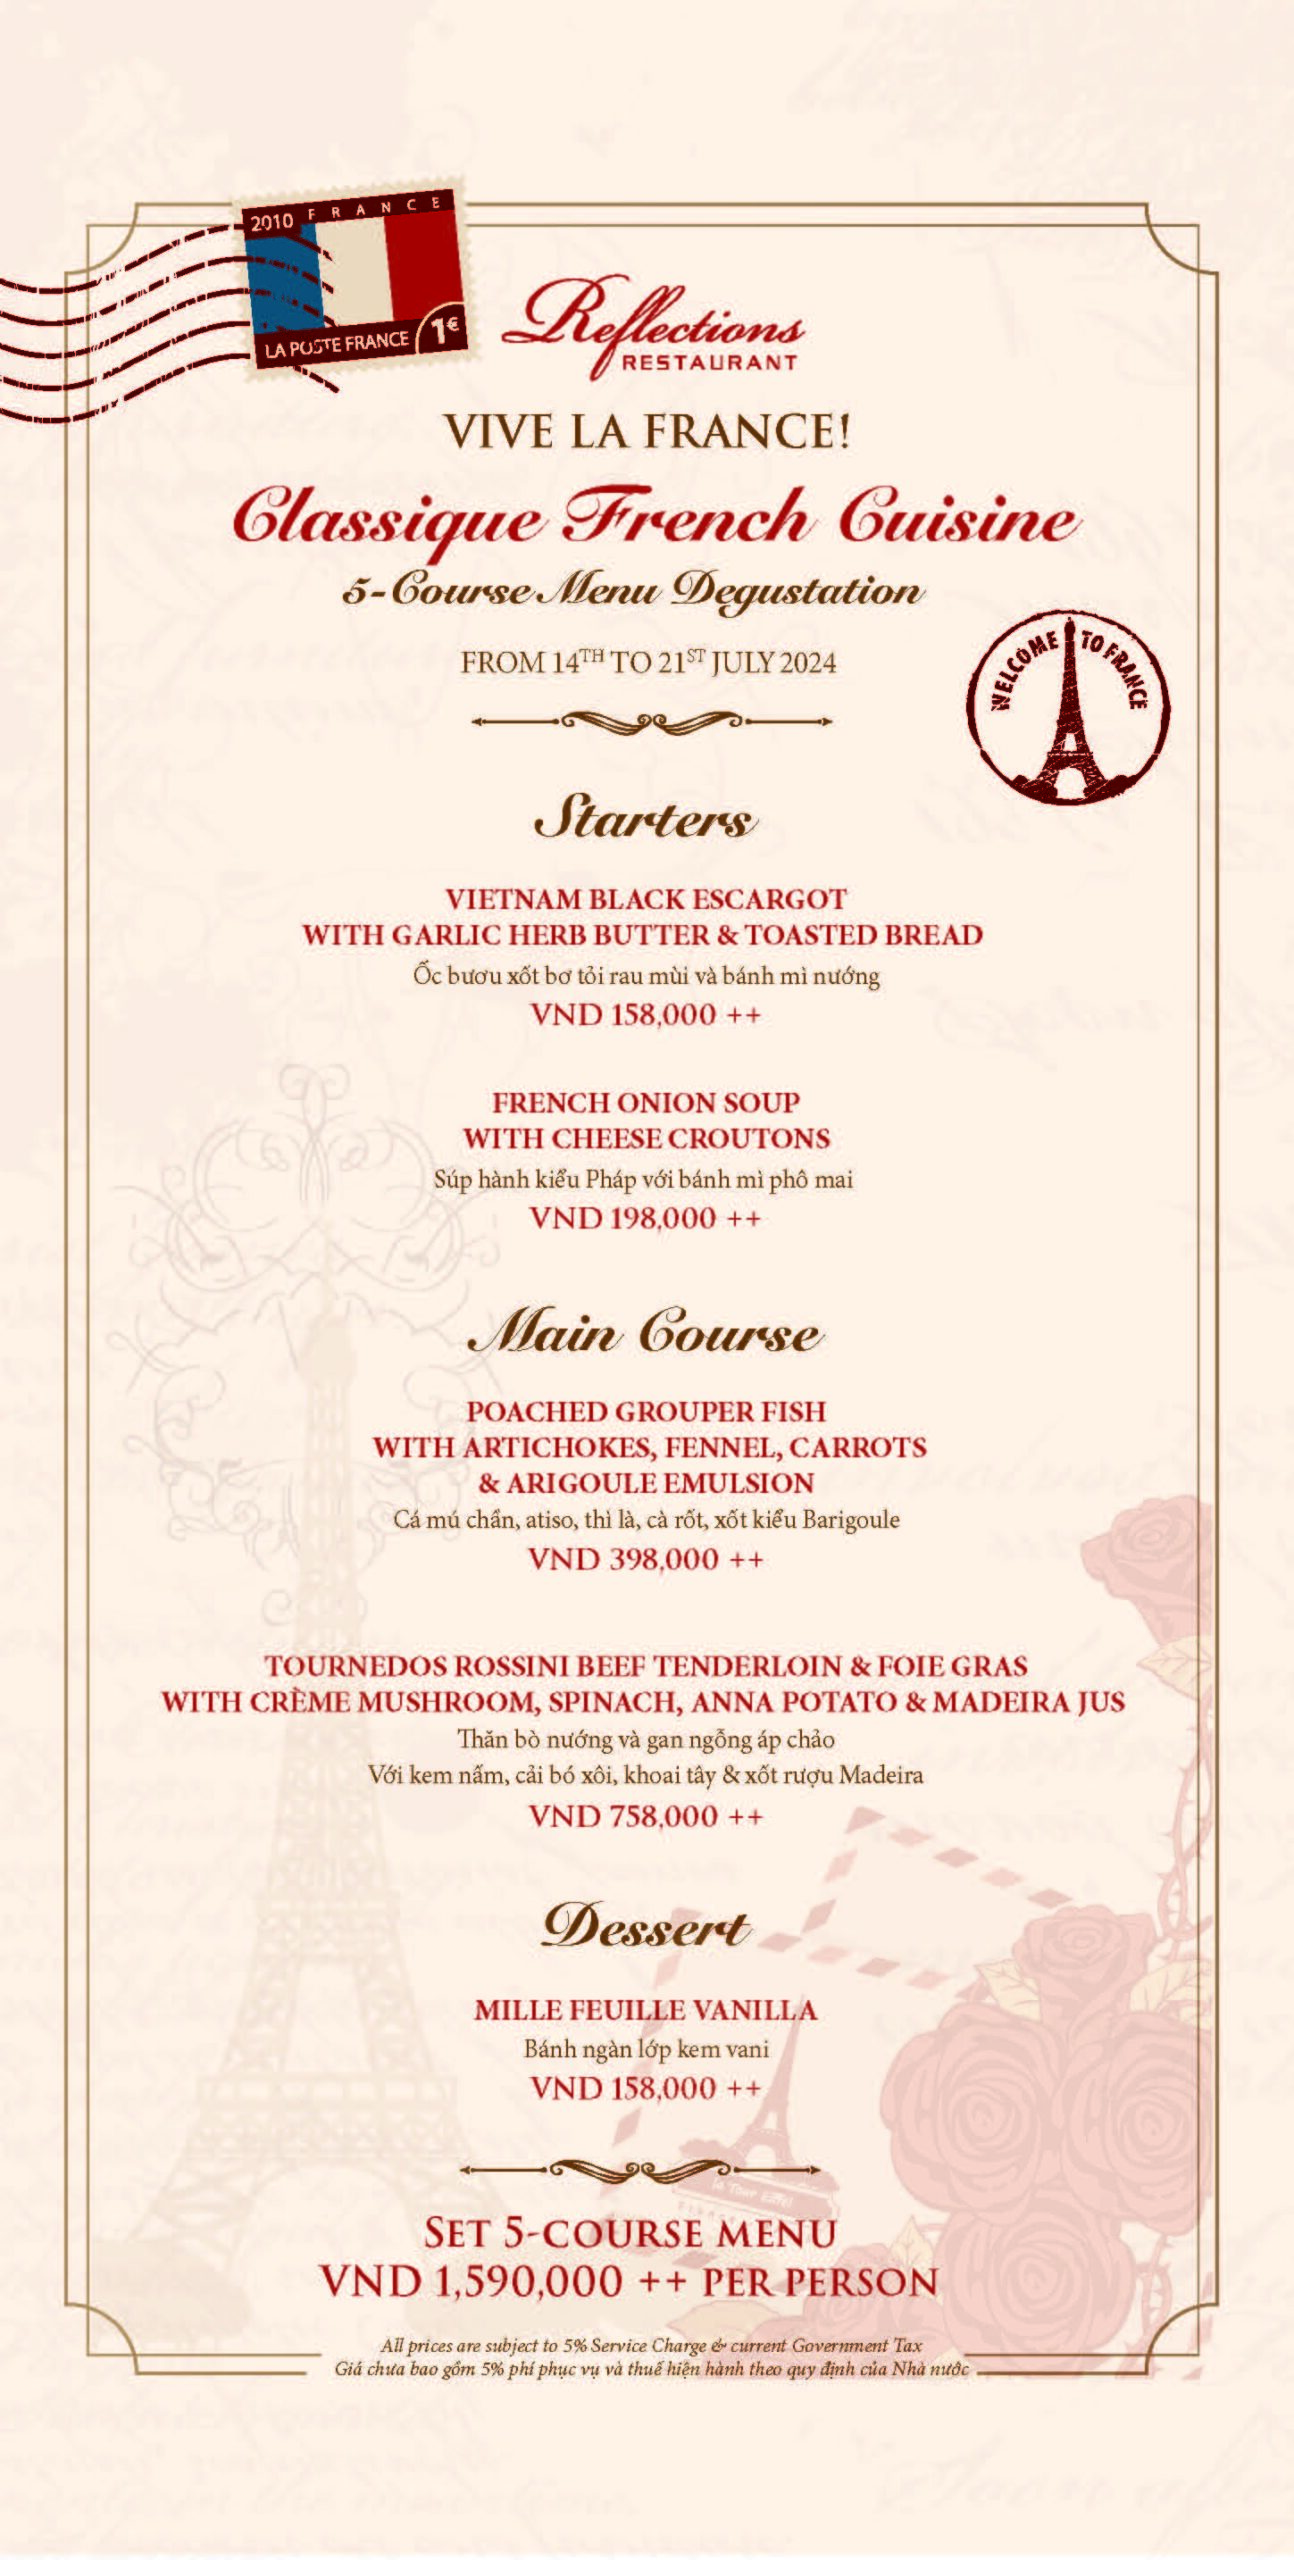 2010 FRANCE
LA POSTE FRANCE 1€
Reflections
RESTAURANT
VIVE LA FRANCE!
Classique French Cuisine
5-Course Menu Degustation
FROM 14TH TO 21ST JULY 2024
WELCOME TO FRANCE
Starters
VIETNAM BLACK ESCARGOT
WITH GARLIC HERB BUTTER & TOASTED BREAD
Ốc bươu xốt bơ tỏi rau mùi và bánh mì nướng
VND 158,000 ++
FRENCH ONION SOUP
WITH CHEESE CROUTONS
Súp hành kiểu Pháp với bánh mì phô mai
VND 198,000 ++
Main Course
POACHED GROUPER FISH
WITH ARTICHOKES, FENNEL, CARROTS
& ARIGOULE EMULSION
Cá mú chần, atiso, thì là, cà rốt, xốt kiểu Barigoule
VND 398,000 ++
TOURNEDOS ROSSINI BEEF TENDERLOIN & FOIE GRAS
WITH CRÈME MUSHROOM, SPINACH, ANNA POTATO & MADEIRA JUS
Thăn bò nướng và gan ngỗng áp chảo
Với kem nấm, cải bó xôi, khoai tây & xốt rượu Madeira
VND 758,000 ++
Dessert
MILLE FEUILLE VANILLA
Bánh ngàn lớp kem vani
VND 158,000 ++
la Tour Eiffel
SET 5-COURSE MENU
VND 1,590,000 ++ PER PERSON
All prices are subject to 5% Service Charge & current Government Tax
Giá chưa bao gồm 5% phí phục vụ và thuế hiện hành theo quy định của Nhà nước